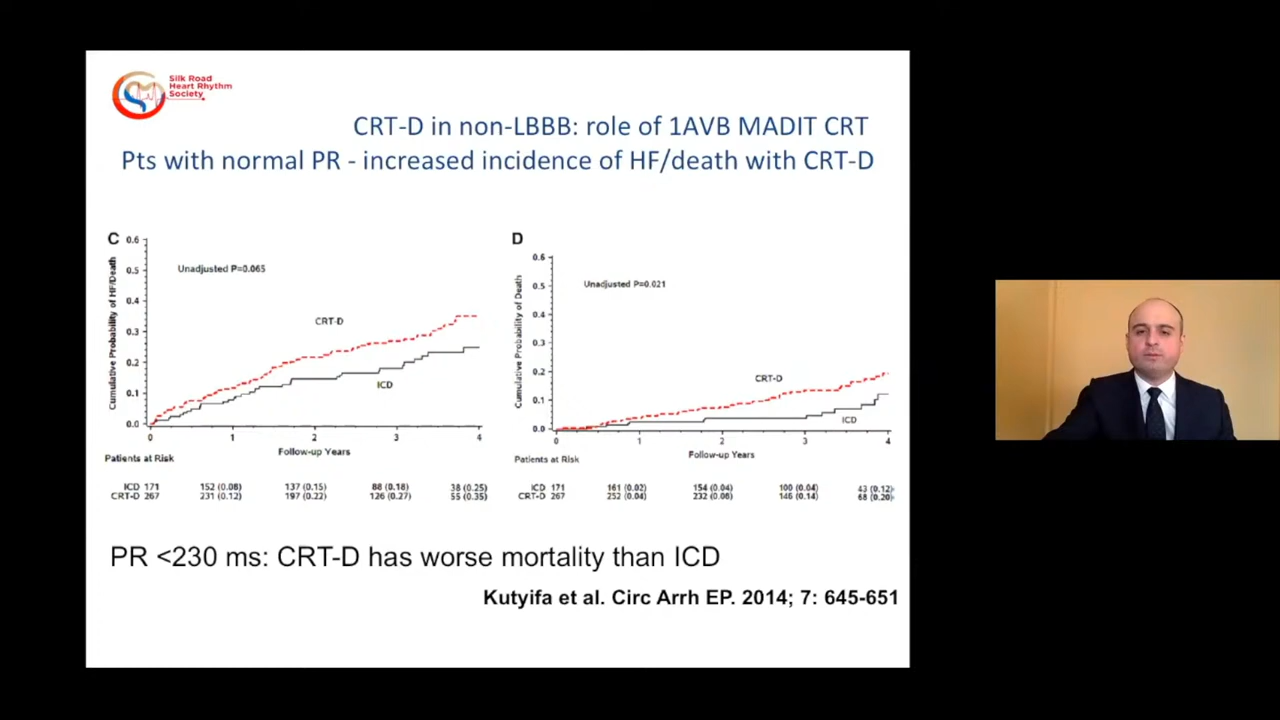 Silk Road
Heart Rhythm
Society
CRT-D in non-LBBB: role of 1AVB MADIT CRT
Pts with normal PR - increased incidence of HF/death with CRT-D
C
Cumulative Probability of HF/Death
0.6
0.5
0.4
0.3
0.2
0.1
0.0
Unadjusted P=0.065
CRT-D
ICD
0 1 2 3 4
Follow-up Years
Patients at Risk
ICD 171 152 (0.08) 137 (0.15) 88 (0.18) 38 (0.25)
CRT-D 267 231 (0.12) 197 (0.22) 126 (0.27) 55 (0.35)
D
Cumulative Probability of Death
0.6
0.5
0.4
0.3
0.2
0.1
0.0
Unadjusted P=0.021
CRT-D
ICD
0 1 2 3 4
Follow-up Years
Patients at Risk
ICD 171 161 (0.02) 154 (0.04) 100 (0.04) 43 (0.12)
CRT-D 267 252 (0.04) 232 (0.08) 146 (0.14) 68 (0.20)
PR <230 ms: CRT-D has worse mortality than ICD
Kutyifa et al. Circ Arrh EP. 2014; 7: 645-651